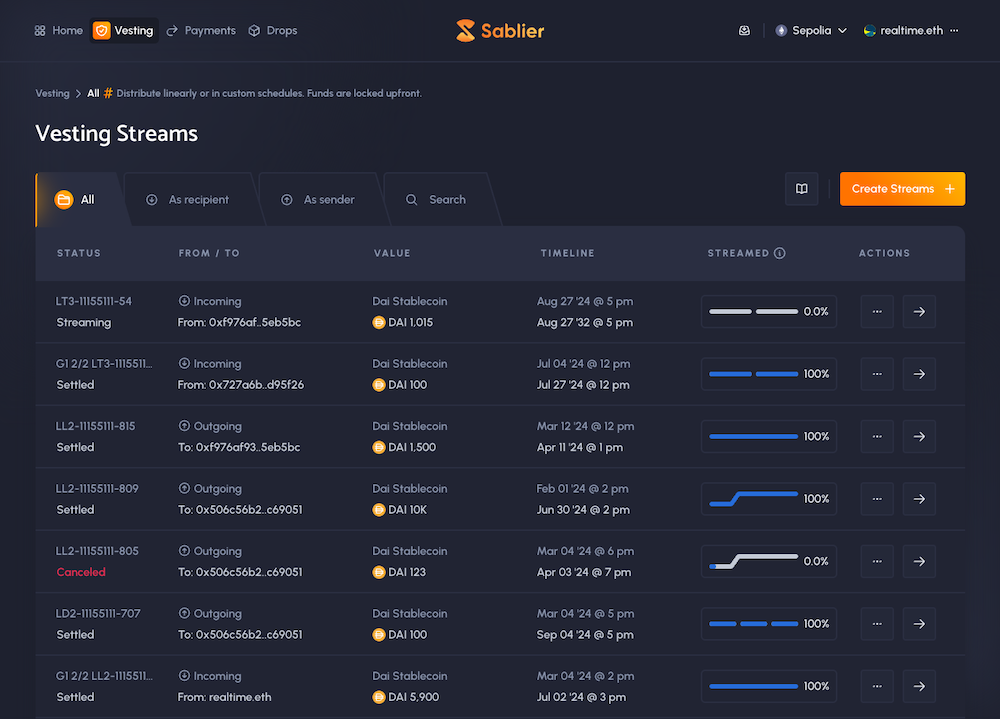 Home Vesting Payments Drops Sablier Sepolia realtime.eth ...
Vesting > All # Distribute linearly or in custom schedules. Funds are locked upfront.
Vesting Streams
All As recipient As sender Search Create Streams +
STATUS FROM / TO VALUE TIMELINE STREAMED ACTIONS
LT3-11155111-54 Incoming Dai Stablecoin Aug 27 '24 @ 5 pm
Streaming From: 0xf976af..5eb5bc DAI 1,015 Aug 27 '32 @ 5 pm 0.0%
G1 2/2 LT3-1115511... Incoming Dai Stablecoin Jul 04 '24 @ 12 pm
Settled From: 0x727a6b..d95f26 DAI 100 Jul 27 '24 @ 12 pm 100%
LL2-11155111-815 Outgoing Dai Stablecoin Mar 12 '24 @ 12 pm
Settled To: 0xf976af93..5eb5bc DAI 1,500 Apr 11 '24 @ 1 pm 100%
LL2-11155111-809 Outgoing Dai Stablecoin Feb 01 '24 @ 2 pm
Settled To: 0x506c56b2..c69051 DAI 10K Jun 30 '24 @ 2 pm 100%
LL2-11155111-805 Outgoing Dai Stablecoin Mar 04 '24 @ 6 pm
Canceled To: 0x506c56b2..c69051 DAI 123 Apr 03 '24 @ 7 pm 0.0%
LD2-11155111-707 Outgoing Dai Stablecoin Mar 04 '24 @ 5 pm
Settled To: 0x506c56b2..c69051 DAI 100 Sep 04 '24 @ 5 pm 100%
G1 2/2 LL2-1115511... Incoming Dai Stablecoin Mar 04 '24 @ 2 pm
Settled From: realtime.eth DAI 5,900 Jul 02 '24 @ 3 pm 100%